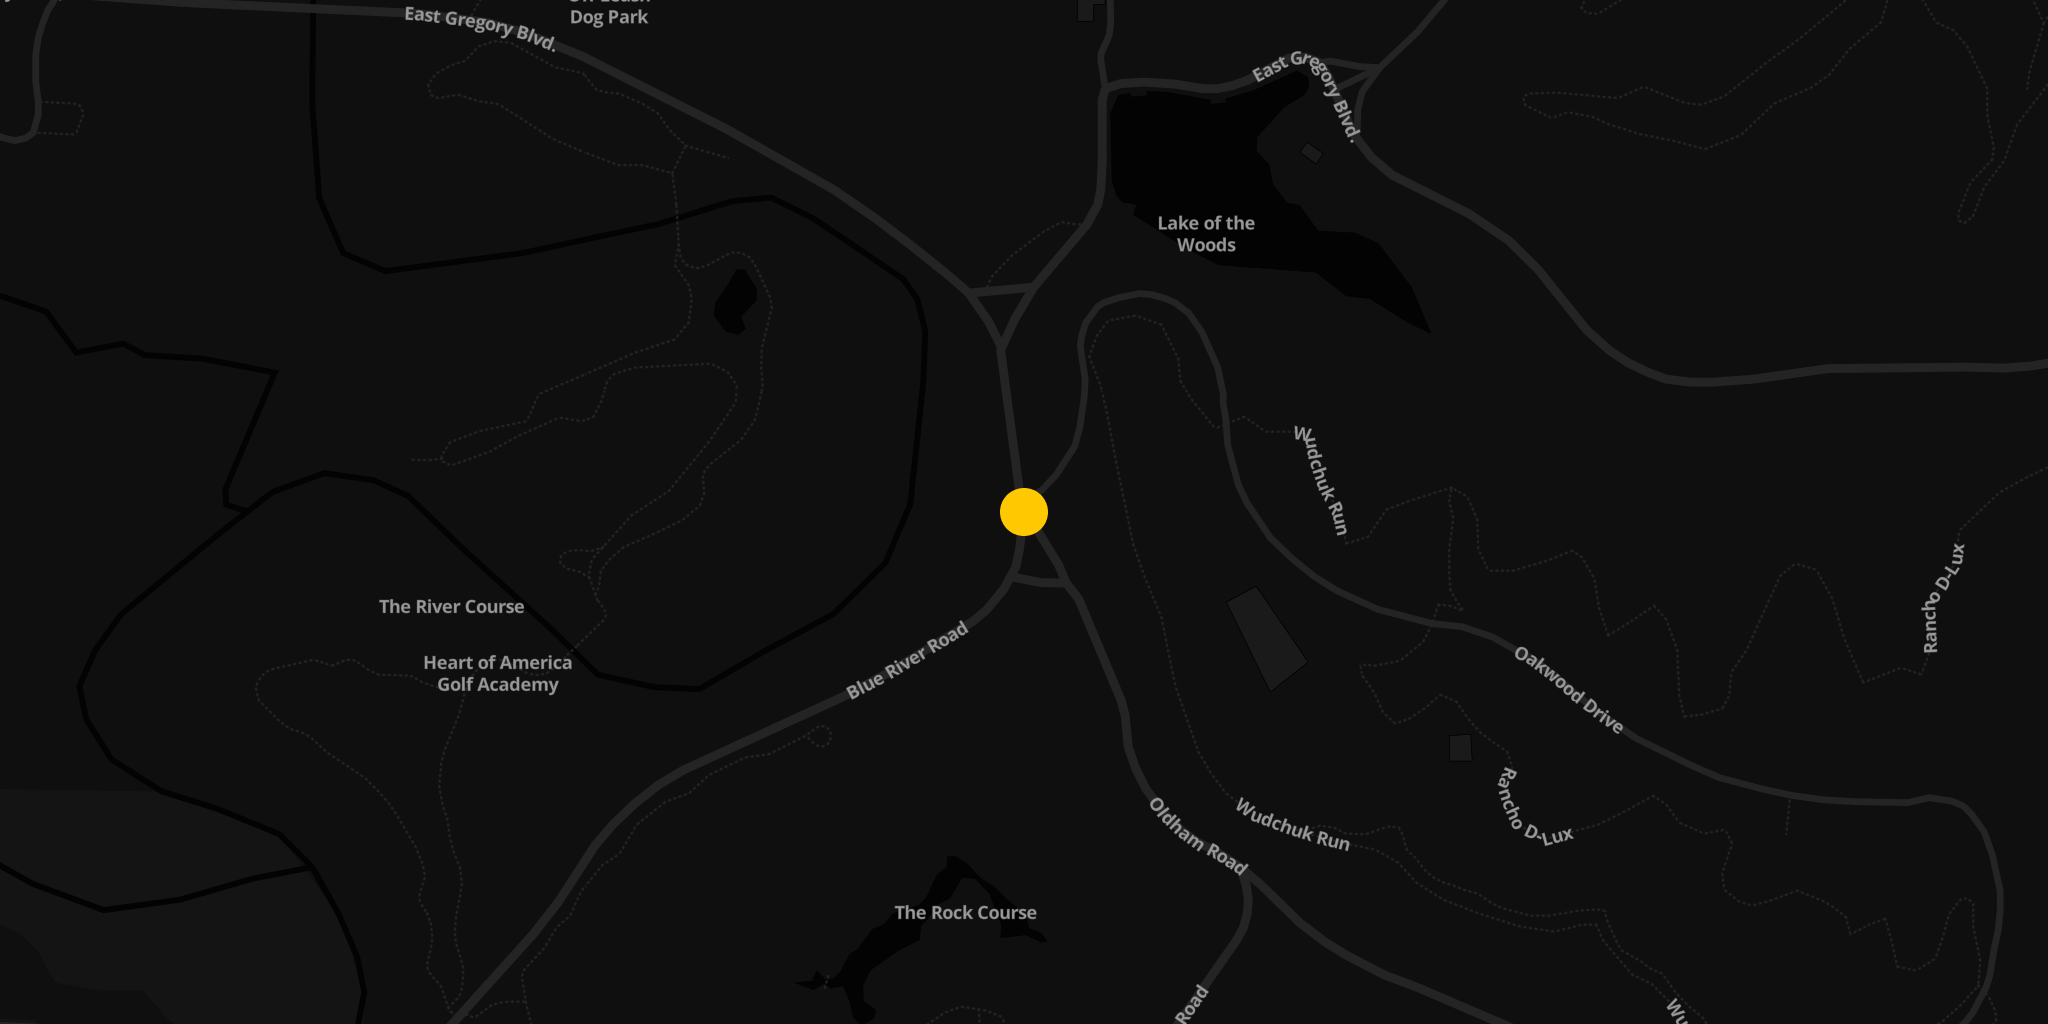 East Gregory Blvd.
Dog Park
East Gregory Blvd.
Lake of the
Woods
Wudchuk Run
Rancho D-Lux
The River Course
Heart of America
Golf Academy
Blue River Road
Oakwood Drive
Rancho D-Lux
Oldham Road
Wudchuk Run
The Rock Course
Road
Wu